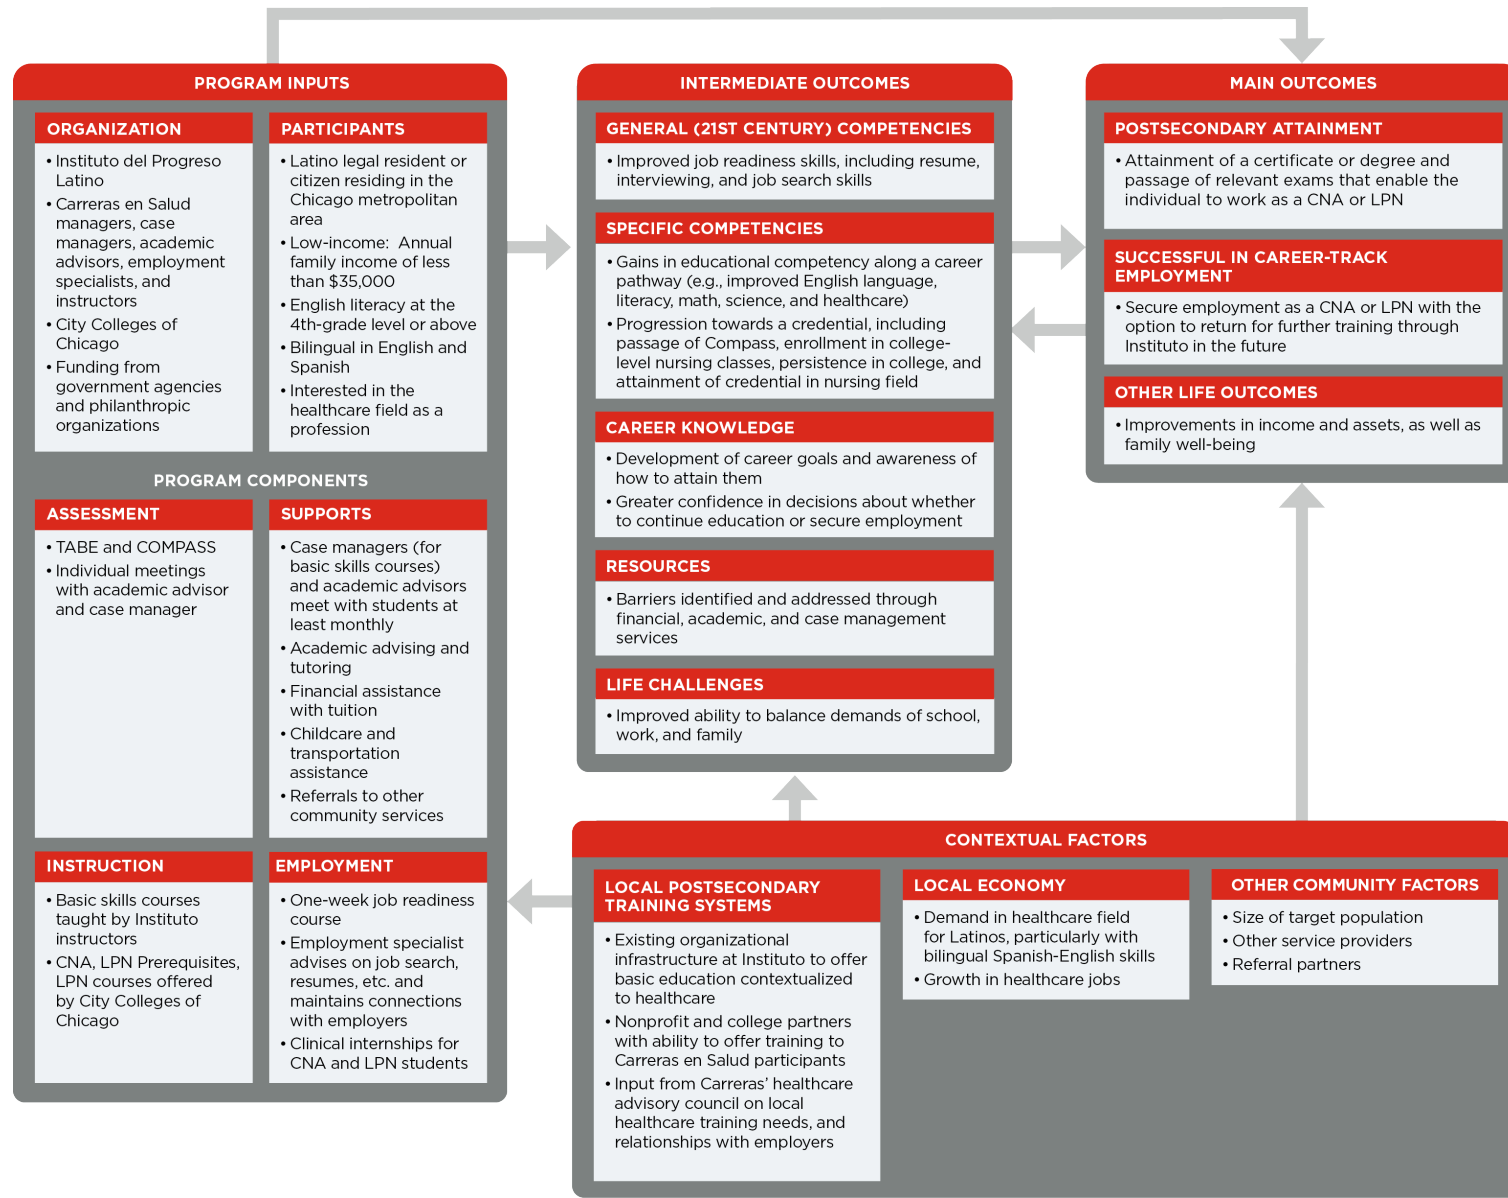 PROGRAM INPUTS
ORGANIZATION
• Instituto del Progreso
Latino
• Carreras en Salud
managers, case
managers, academic
advisors, employment
specialists, and
instructors
• City Colleges of
Chicago
• Funding from
government agencies
and philanthropic
organizations
PARTICIPANTS
• Latino legal resident or
citizen residing in the
Chicago metropolitan
area
• Low-income: Annual
family income of less
than $35,000
• English literacy at the
4th-grade level or above
• Bilingual in English and
Spanish
• Interested in the
healthcare field as a
profession
PROGRAM COMPONENTS
ASSESSMENT
• TABE and COMPASS
• Individual meetings
with academic advisor
and case manager
SUPPORTS
• Case managers (for
basic skills courses)
and academic advisors
meet with students at
least monthly
• Academic advising and
tutoring
• Financial assistance
with tuition
• Childcare and
transportation
assistance
• Referrals to other
community services
INSTRUCTION
• Basic skills courses
taught by Instituto
instructors
• CNA, LPN Prerequisites,
LPN courses offered
by City Colleges of
Chicago
EMPLOYMENT
• One-week job readiness
course
• Employment specialist
advises on job search,
resumes, etc. and
maintains connections
with employers
• Clinical internships for
CNA and LPN students
INTERMEDIATE OUTCOMES
GENERAL (21ST CENTURY) COMPETENCIES
• Improved job readiness skills, including resume,
interviewing, and job search skills
SPECIFIC COMPETENCIES
• Gains in educational competency along a career
pathway (e.g., improved English language,
literacy, math, science, and healthcare)
• Progression towards a credential, including
passage of Compass, enrollment in college-
level nursing classes, persistence in college, and
attainment of credential in nursing field
CAREER KNOWLEDGE
• Development of career goals and awareness of
how to attain them
• Greater confidence in decisions about whether
to continue education or secure employment
RESOURCES
• Barriers identified and addressed through
financial, academic, and case management
services
LIFE CHALLENGES
• Improved ability to balance demands of school,
work, and family
MAIN OUTCOMES
POSTSECONDARY ATTAINMENT
• Attainment of a certificate or degree and
passage of relevant exams that enable the
individual to work as a CNA or LPN
SUCCESSFUL IN CAREER-TRACK
EMPLOYMENT
• Secure employment as a CNA or LPN with the
option to return for further training through
Instituto in the future
OTHER LIFE OUTCOMES
• Improvements in income and assets, as well as
family well-being
CONTEXTUAL FACTORS
LOCAL POSTSECONDARY
TRAINING SYSTEMS
• Existing organizational
infrastructure at Instituto to offer
basic education contextualized
to healthcare
• Nonprofit and college partners
with ability to offer training to
Carreras en Salud participants
• Input from Carreras’ healthcare
advisory council on local
healthcare training needs, and
relationships with employers
LOCAL ECONOMY
• Demand in healthcare field
for Latinos, particularly with
bilingual Spanish-English skills
• Growth in healthcare jobs
OTHER COMMUNITY FACTORS
• Size of target population
• Other service providers
• Referral partners